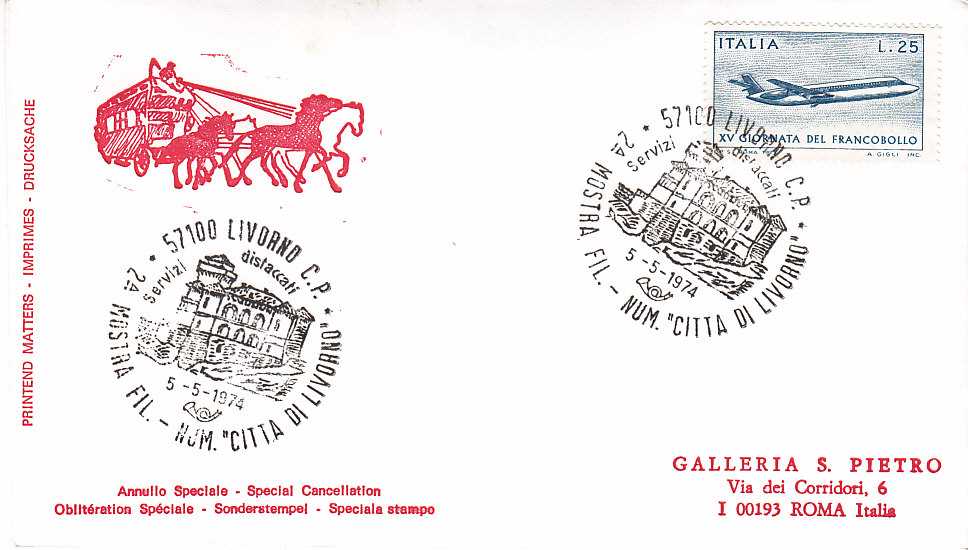 PRINTEND MATTERS - IMPRIMES - DRUCKSACHE
ITALIA L.25
XV GIORNATA DEL FRANCOBOLLO
A. GIGLI INC.
* 57100 LIVORNO C.P. *
Servizi distaccati
5-5-1974
2ª MOSTRA FIL. - NUM. "CITTA DI LIVORNO"
* 57100 LIVORNO C.P. *
Servizi distaccati
5-5-1974
2ª MOSTRA FIL. - NUM. "CITTA DI LIVORNO"
Annullo Speciale - Special Cancellation
Oblitération Spéciale - Sonderstempel - Speciala stampo
GALLERIA S. PIETRO
Via dei Corridori, 6
I 00193 ROMA Italia